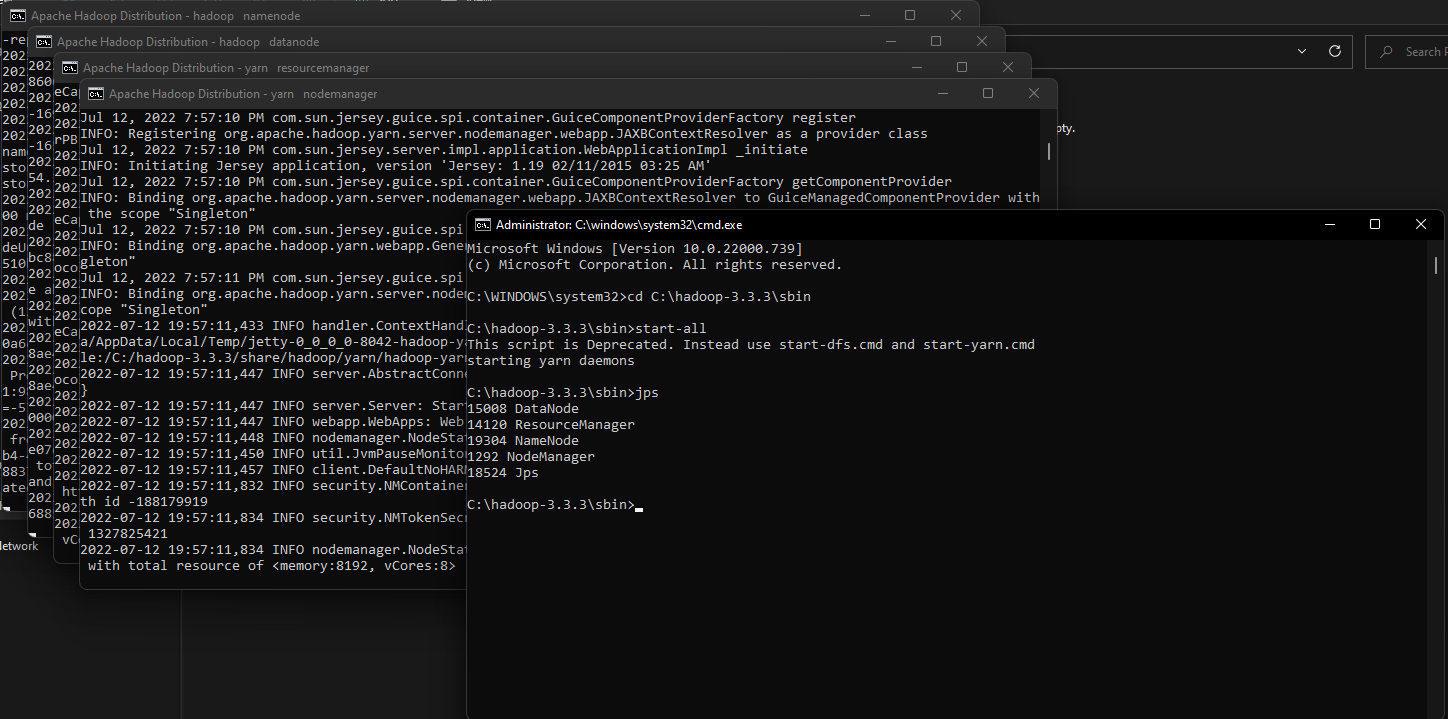 Apache Hadoop Distribution - hadoop   namenode
Apache Hadoop Distribution - hadoop   datanode
Apache Hadoop Distribution - yarn   resourcemanager
Apache Hadoop Distribution - yarn   nodemanager
Search
pty.
Jul 12, 2022 7:57:10 PM com.sun.jersey.guice.spi.container.GuiceComponentProviderFactory register
INFO: Registering org.apache.hadoop.yarn.server.nodemanager.webapp.JAXBContextResolver as a provider class
Jul 12, 2022 7:57:10 PM com.sun.jersey.server.impl.application.WebApplicationImpl _initiate
INFO: Initiating Jersey application, version 'Jersey: 1.19 02/11/2015 03:25 AM'
Jul 12, 2022 7:57:10 PM com.sun.jersey.guice.spi.container.GuiceComponentProviderFactory getComponentProvider
INFO: Binding org.apache.hadoop.yarn.server.nodemanager.webapp.JAXBContextResolver to GuiceManagedComponentProvider with
 the scope "Singleton"
Jul 12, 2022 7:57:10 PM com.sun.jersey.guice.spi
INFO: Binding org.apache.hadoop.yarn.webapp.Gene
gleton"
Jul 12, 2022 7:57:11 PM com.sun.jersey.guice.spi
INFO: Binding org.apache.hadoop.yarn.server.node
cope "Singleton"
2022-07-12 19:57:11,433 INFO handler.ContextHandl
a/AppData/Local/Temp/jetty-0_0_0_0-8042-hadoop-ya
le:/C:/hadoop-3.3.3/share/hadoop/yarn/hadoop-yarn
2022-07-12 19:57:11,447 INFO server.AbstractConne
}
2022-07-12 19:57:11,447 INFO server.Server: Start
2022-07-12 19:57:11,447 INFO webapp.WebApps: Web
2022-07-12 19:57:11,448 INFO nodemanager.NodeStat
2022-07-12 19:57:11,450 INFO util.JvmPauseMonitor
2022-07-12 19:57:11,457 INFO client.DefaultNoHARM
2022-07-12 19:57:11,832 INFO security.NMContainer
th id -188179919
2022-07-12 19:57:11,834 INFO security.NMTokenSecr
 1327825421
2022-07-12 19:57:11,834 INFO nodemanager.NodeStat
 with total resource of <memory:8192, vCores:8>
Administrator: C:\windows\system32\cmd.exe
Microsoft Windows [Version 10.0.22000.739]
(c) Microsoft Corporation. All rights reserved.
C:\WINDOWS\system32>cd C:\hadoop-3.3.3\sbin
C:\hadoop-3.3.3\sbin>start-all
This script is Deprecated. Instead use start-dfs.cmd and start-yarn.cmd
starting yarn daemons
C:\hadoop-3.3.3\sbin>jps
15008 DataNode
14120 ResourceManager
19304 NameNode
1292 NodeManager
18524 Jps
C:\hadoop-3.3.3\sbin>
etwork